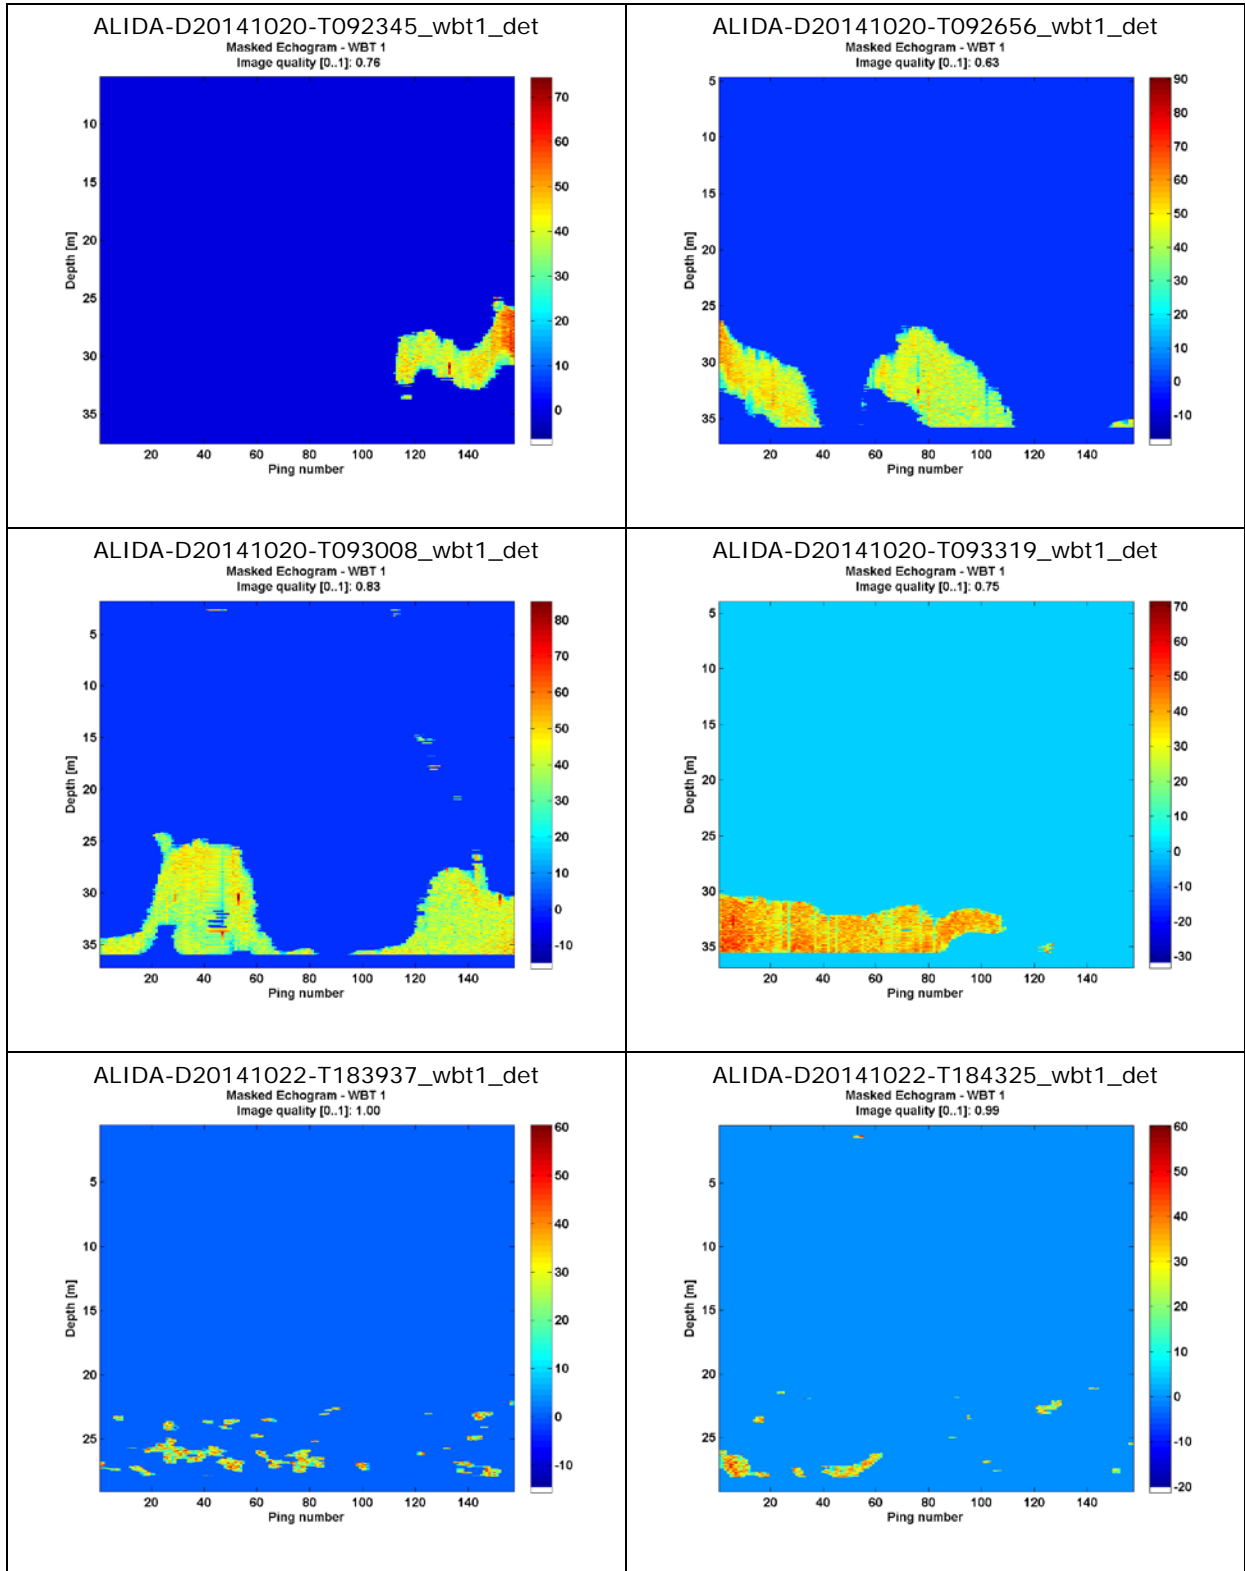 ALIDA-D20141020-T092345_wbt1_det
Masked Echogram - WBT 1
Image quality [0..1]: 0.76
10
15
20
25
30
35
Depth [m]
20 40 60 80 100 120 140
Ping number
70
60
50
40
30
20
10
0
ALIDA-D20141020-T092656_wbt1_det
Masked Echogram - WBT 1
Image quality [0..1]: 0.63
5
10
15
20
25
30
35
Depth [m]
20 40 60 80 100 120 140
Ping number
90
80
70
60
50
40
30
20
10
0
-10
ALIDA-D20141020-T093008_wbt1_det
Masked Echogram - WBT 1
Image quality [0..1]: 0.83
5
10
15
20
25
30
35
Depth [m]
20 40 60 80 100 120 140
Ping number
80
70
60
50
40
30
20
10
0
-10
ALIDA-D20141020-T093319_wbt1_det
Masked Echogram - WBT 1
Image quality [0..1]: 0.75
5
10
15
20
25
30
35
Depth [m]
20 40 60 80 100 120 140
Ping number
70
60
50
40
30
20
10
0
-10
-20
-30
ALIDA-D20141022-T183937_wbt1_det
Masked Echogram - WBT 1
Image quality [0..1]: 1.00
5
10
15
20
25
Depth [m]
20 40 60 80 100 120 140
Ping number
60
50
40
30
20
10
0
-10
ALIDA-D20141022-T184325_wbt1_det
Masked Echogram - WBT 1
Image quality [0..1]: 0.99
5
10
15
20
25
Depth [m]
20 40 60 80 100 120 140
Ping number
60
50
40
30
20
10
0
-10
-20